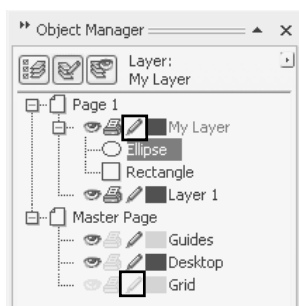 Object Manager
Layer:
My Layer
Page 1
My Layer
Ellipse
Rectangle
Layer 1
Master Page
Guides
Desktop
Grid